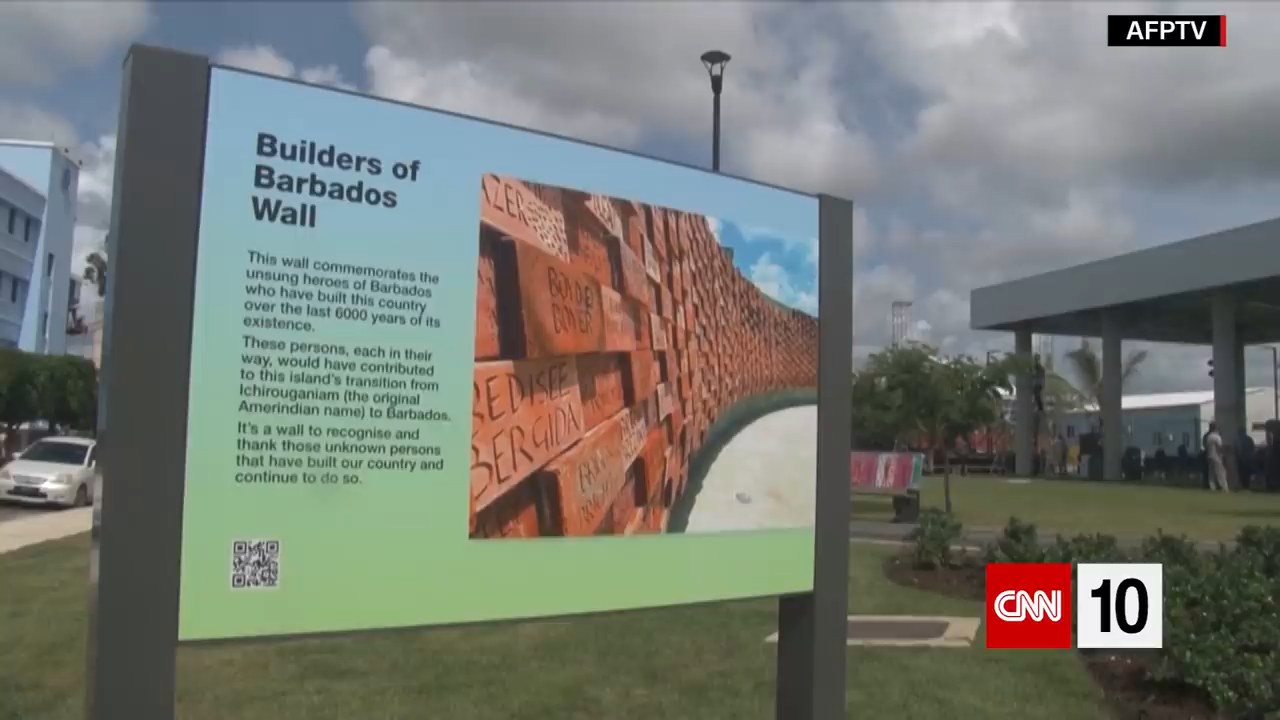 AFPTV
Builders of
Barbados
Wall
This wall commemorates the
unsung heroes of Barbados
who have built this country
over the last 6000 years of its
existence.
These persons, each in their
way, would have contributed
to this island's transition from
Ichirouganiam (the original
Amerindian name) to Barbados.
It's a wall to recognise and
thank those unknown persons
that have built our country and
continue to do so.
AZER
REDISEE
BERGIDA
CNN 10